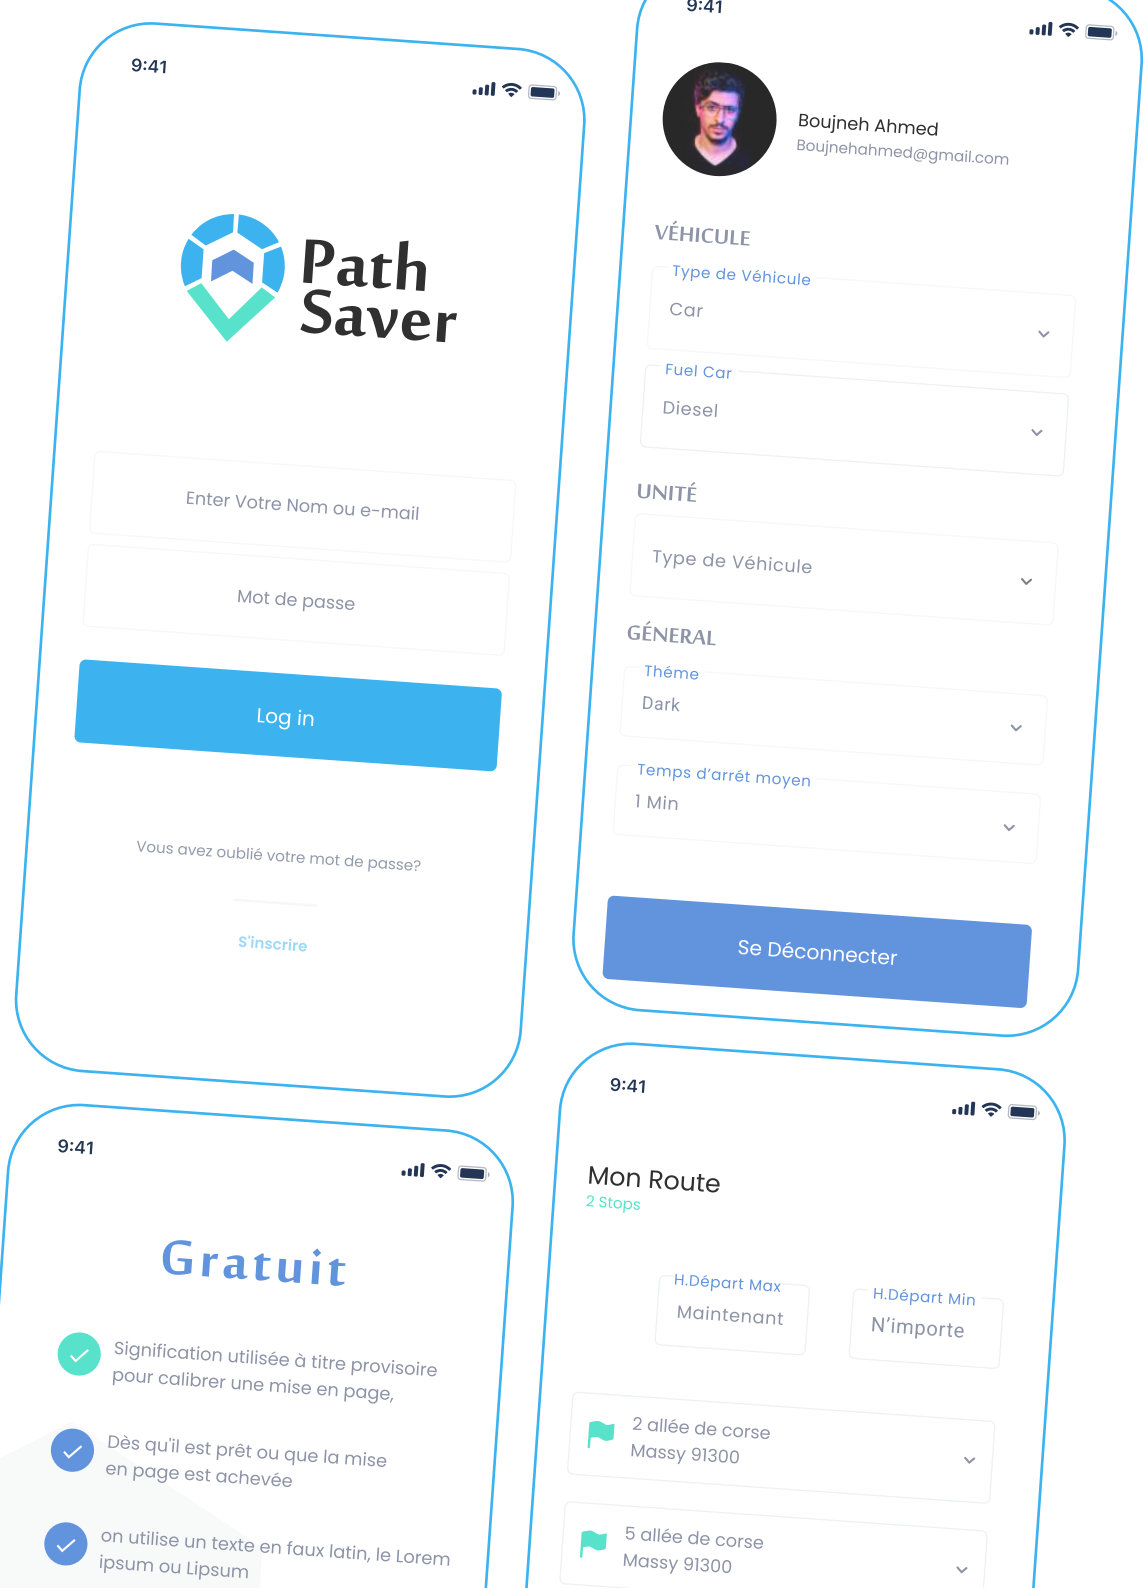 9:41
Path
Saver
Enter Votre Nom ou e-mail
Mot de passe
Log in
Vous avez oublié votre mot de passe?
S'inscrire
9:41
Boujneh Ahmed
Boujnehahmed@gmail.com
VÉHICULE
Type de Véhicule
Car
Fuel Car
Diesel
UNITÉ
Type de Véhicule
GÉNERAL
Théme
Dark
Temps d’arrét moyen
1 Min
Se Déconnecter
9:41
Gratuit
Signification utilisée à titre provisoire
pour calibrer une mise en page,
Dès qu'il est prêt ou que la mise
en page est achevée
on utilise un texte en faux latin, le Lorem
ipsum ou Lipsum
9:41
Mon Route
2 Stops
H.Départ Max
Maintenant
H.Départ Min
N’importe
2 allée de corse
Massy 91300
5 allée de corse
Massy 91300